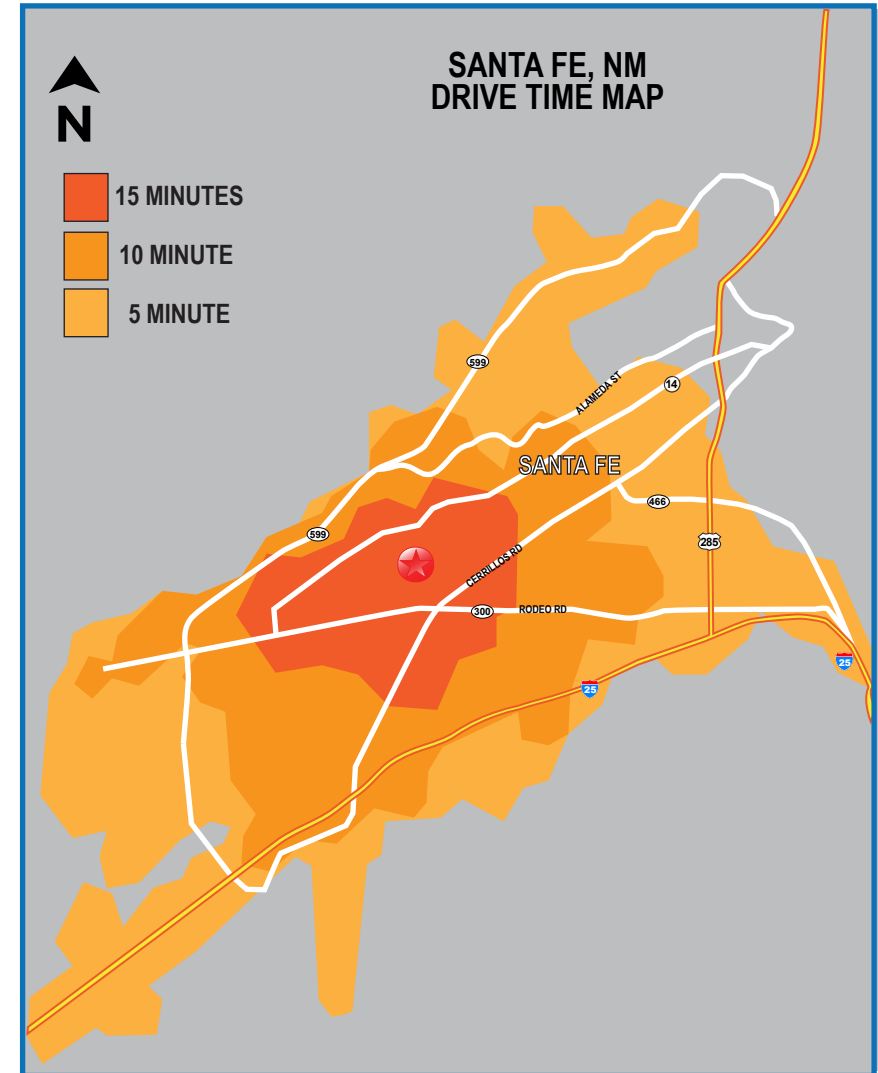 SANTA FE, NM
DRIVE TIME MAP
N
15 MINUTES
10 MINUTE
5 MINUTE
599
14
ALAMEDA ST
SANTA FE
466
599
285
CERRILLOS RD
300
RODEO RD
25
25